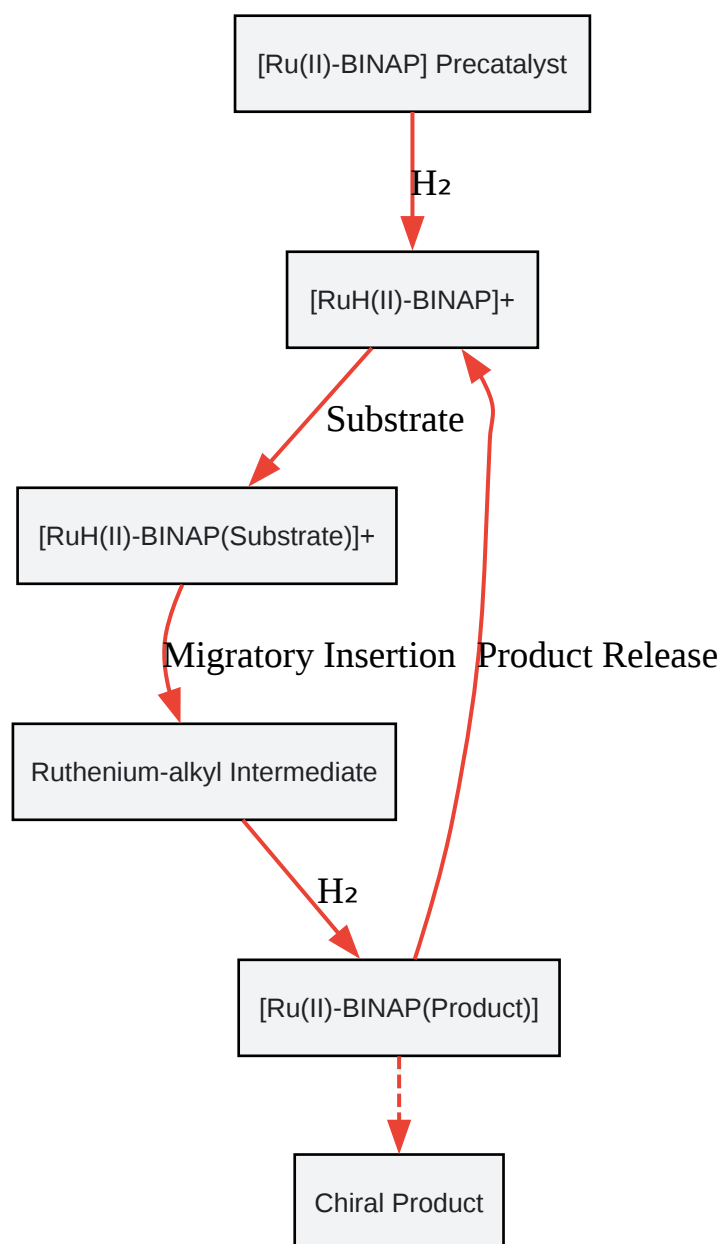 [Ru(II)-BINAP] Precatalyst
H₂
[RuH(II)-BINAP]+
Substrate
[RuH(II)-BINAP(Substrate)]+
Migratory Insertion
Product Release
Ruthenium-alkyl Intermediate
H₂
[Ru(II)-BINAP(Product)]
Chiral Product